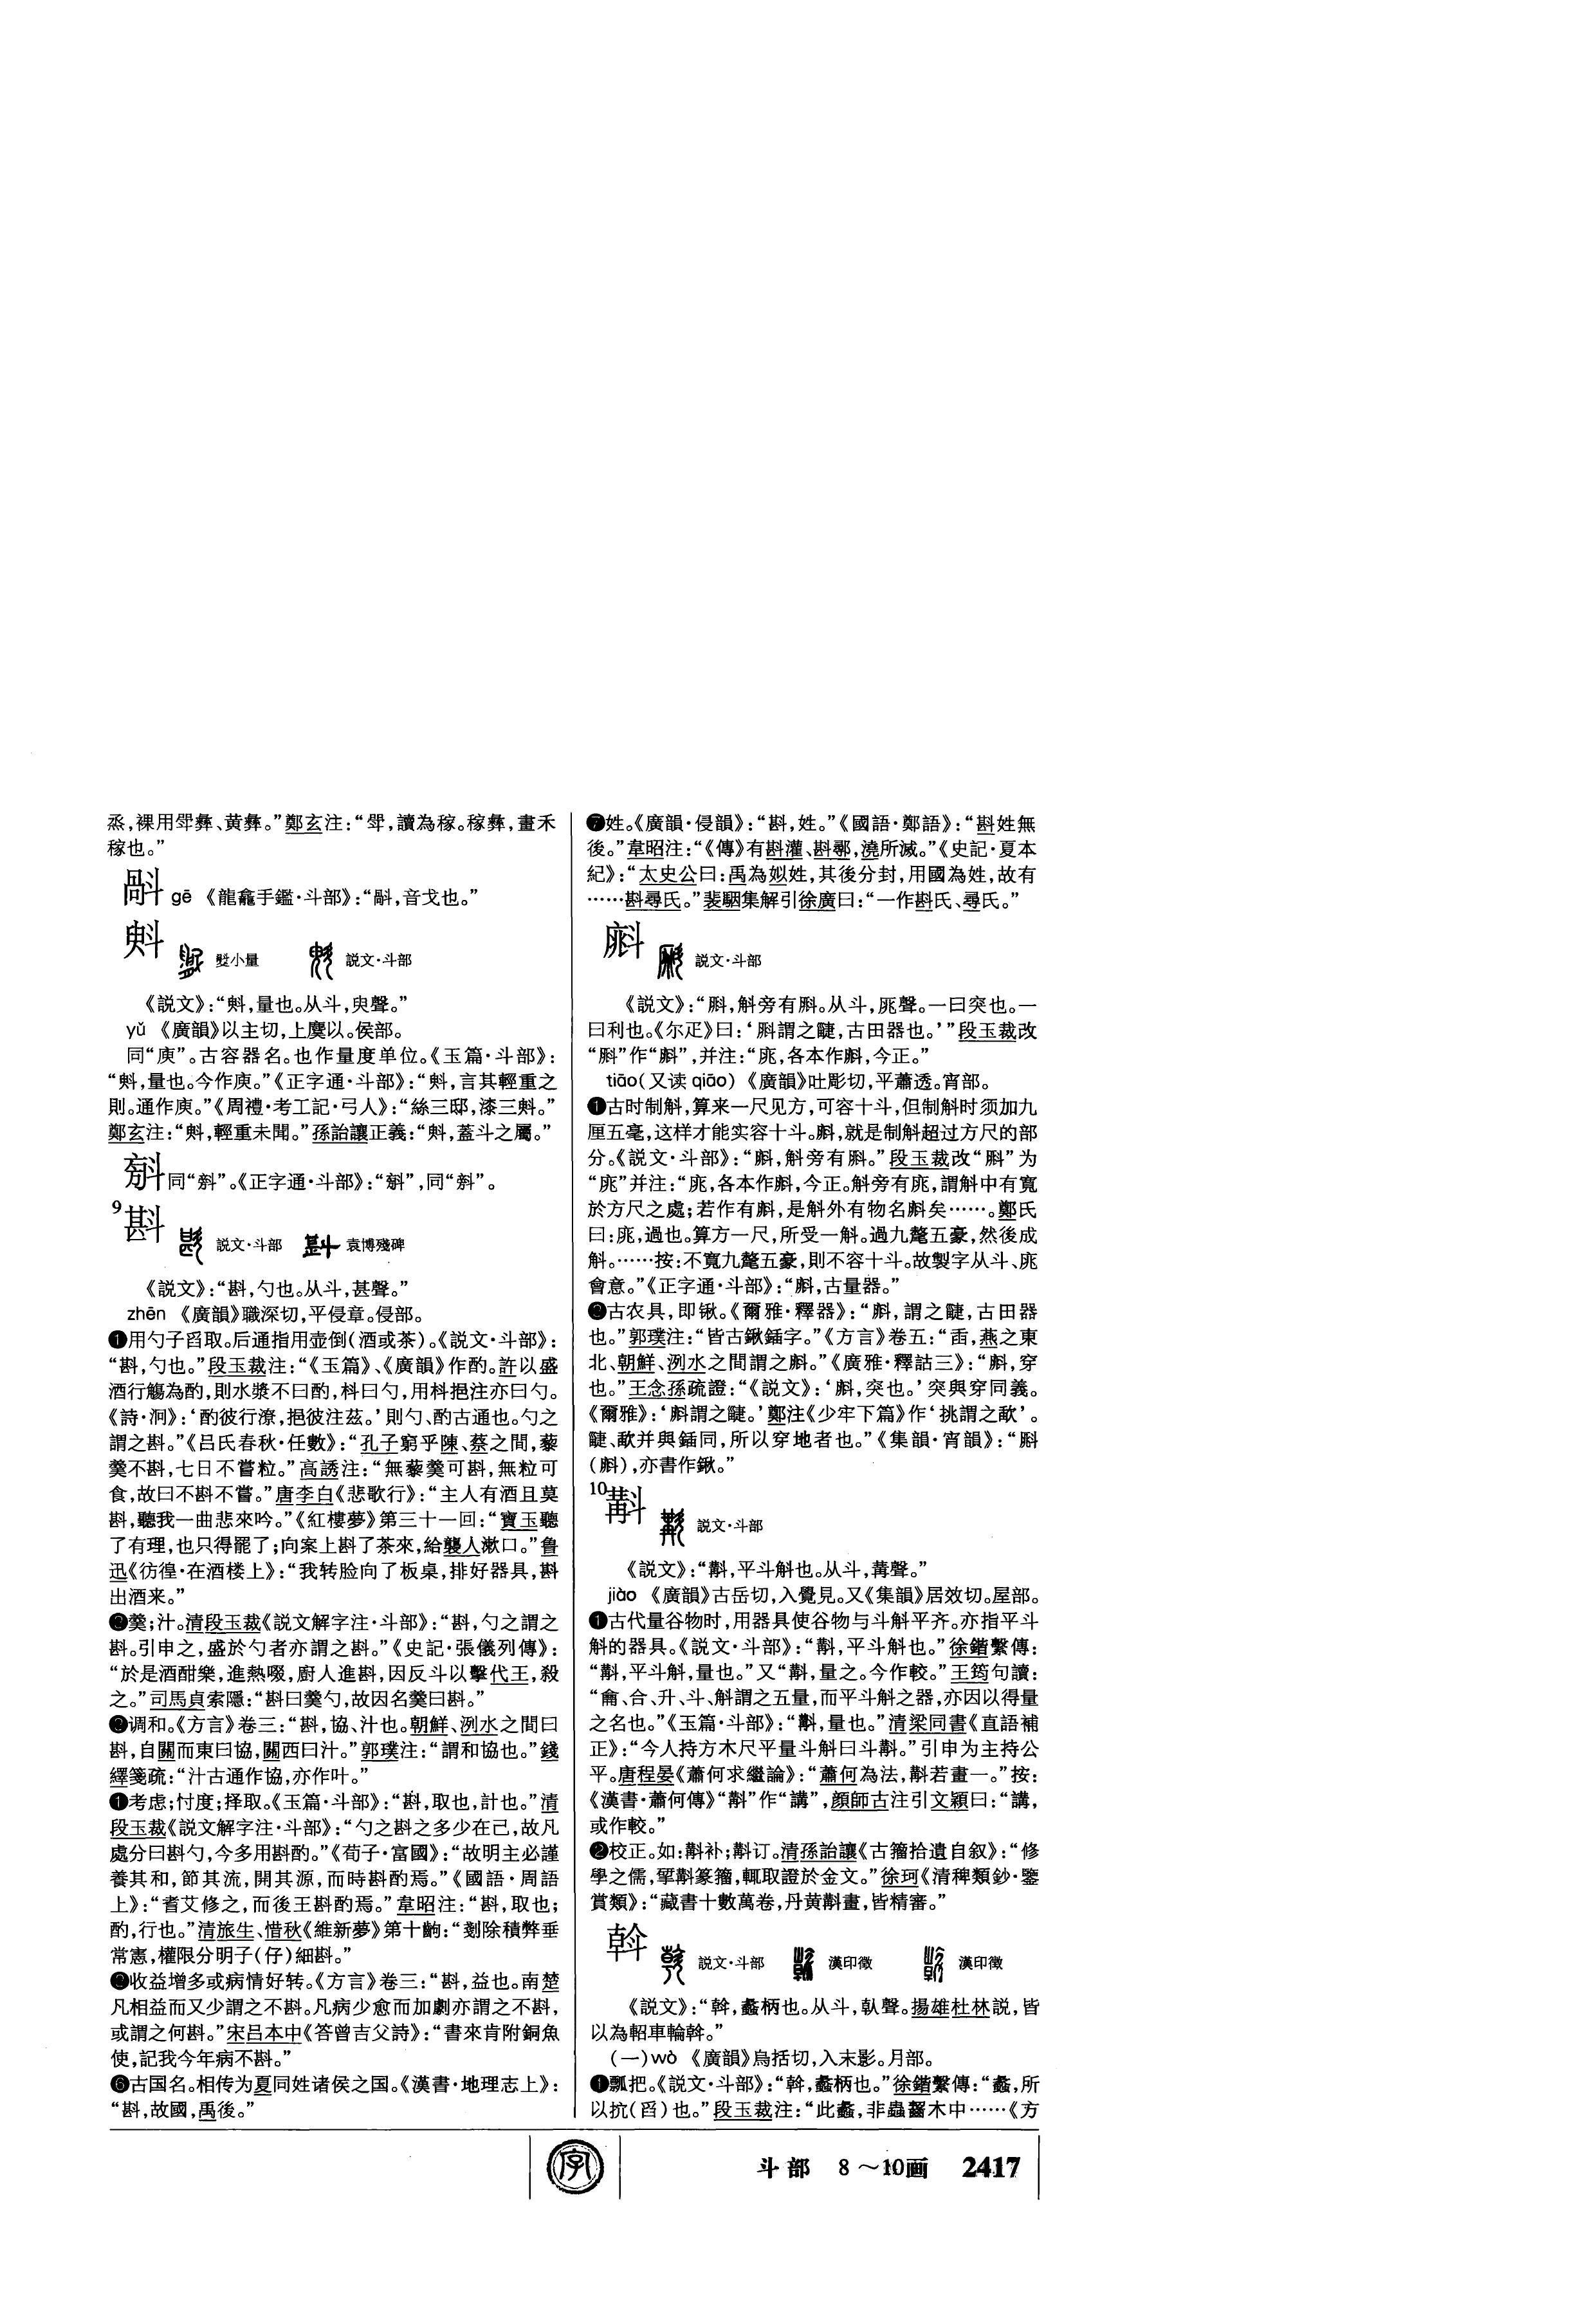 烝，祼用斝彝、黄彝。”鄭玄注：“斝，讀為稼。稼彝，畫禾
稼也。”
gē 《龍龕手鑑·斗部》：“，音戈也。”
㪷 髮小量 説文·斗部
《説文》：“斞，量也。从斗，臾聲。”
yǔ 《廣韻》以主切，上麌以。侯部。
同“庾”。古容器名。也作量度单位。《玉篇·斗部》：
“斞，量也。今作庾。”《正字通·斗部》：“斞，言其輕重之
則。通作庾。”《周禮·考工記·弓人》：“絲三邸，漆三斞。”
鄭玄注：“斞，輕重未聞。”孫詒讓正義：“斞，蓋斗之屬。”
同“斛”。《正字通·斗部》：“”，同“斛”。
9
斟 説文·斗部 袁博殘碑
《説文》：“斟，勺也。从斗，甚聲。”
zhēn 《廣韻》職深切，平侵章。侵部。
❶用勺子舀取。后通指用壶倒（酒或茶）。《説文·斗部》：
“斟，勺也。”段玉裁注：“《玉篇》、《廣韻》作酌。許以盛
酒行觴為酌，則水漿不曰酌，枓曰勺，用枓挹注亦曰勺。
《詩·泂》：‘酌彼行潦，挹彼注茲。’則勺、酌古通也。勺之
謂之斟。”《吕氏春秋·任數》：“孔子窮乎陳、蔡之間，藜
羹不斟，七日不嘗粒。”高誘注：“無藜羹可斟，無粒可
食，故曰不斟不嘗。”唐李白《悲歌行》：“主人有酒且莫
斟，聽我一曲悲來吟。”《紅樓夢》第三十一回：“寶玉聽
了有理，也只得罷了；向案上斟了茶來，給襲人漱口。”鲁
迅《彷徨·在酒楼上》：“我转脸向了板桌，排好器具，斟
出酒来。”
❷羹；汁。清段玉裁《説文解字注·斗部》：“斟，勺之謂之
斟。引申之，盛於勺者亦謂之斟。”《史記·張儀列傳》：
“於是酒酣樂，進熱啜，廚人進斟，因反斗以擊代王，殺
之。”司馬貞索隱：“斟曰羹勺，故因名羹曰斟。”
❸调和。《方言》卷三：“斟，協、汁也。朝鮮、洌水之間曰
斟，自關而東曰協，關西曰汁。”郭璞注：“謂和協也。”錢
繹箋疏：“汁古通作協，亦作叶。”
❹考虑；忖度；择取。《玉篇·斗部》：“斟，取也，計也。”清
段玉裁《説文解字注·斗部》：“勺之斟之多少在己，故凡
處分曰斟勺，今多用斟酌。”《荀子·富國》：“故明主必謹
養其和，節其流，開其源，而時斟酌焉。”《國語·周語
上》：“耆艾修之，而後王斟酌焉。”韋昭注：“斟，取也；
酌，行也。”清旅生、惜秋《維新夢》第十齣：“剗除積弊垂
常憲，權限分明子（仔）細斟。”
❺收益增多或病情好转。《方言》卷三：“斟，益也。南楚
凡相益而又少謂之不斟。凡病少愈而加劇亦謂之不斟，
或謂之何斟。”宋吕本中《答曾吉父詩》：“書來肯附銅魚
使，記我今年病不斟。”
❻古国名。相传为夏同姓诸侯之国。《漢書·地理志上》：
“斟，故國，禹後。”
❼姓。《廣韻·侵韻》：“斟，姓。”《國語·鄭語》：“斟姓無
後。”韋昭注：“《傳》有斟灌、斟鄩，澆所滅。”《史記·夏本
紀》：“太史公曰：禹為姒姓，其後分封，用國為姓，故有
……斟尋氏。”裴駰集解引徐廣曰：“一作斟氏、尋氏。”
説文·斗部
《説文》：“㪶，斛旁有㪶。从斗，𠩓聲。一曰突也。一
曰利也。《尔疋》曰：‘㪶謂之疀，古田器也。’”段玉裁改
“㪶”作“斛”，并注：“庣，各本作斛，今正。”
tiāo（又读qiāo） 《廣韻》吐彫切，平蕭透。宵部。
❶古时制斛，算来一尺见方，可容十斗，但制斛时须加九
厘五毫，这样才能实容十斗。斛，就是制斛超过方尺的部
分。《説文·斗部》：“斛，斛旁有㪶。”段玉裁改“㪶”为
“庣”并注：“庣，各本作斛，今正。斛旁有庣，謂斛中有寬
於方尺之處；若作有斛，是斛外有物名斛矣……。鄭氏
曰：庣，過也。算方一尺，所受一斛。過九氂五豪，然後成
斛。……按：不寬九氂五豪，則不容十斗。故製字从斗、庣
會意。”《正字通·斗部》：“斛，古量器。”
❷古农具，即锹。《爾雅·釋器》：“斛，謂之疀，古田器
也。”郭璞注：“皆古鍬鍤字。”《方言》卷五：“臿，燕之東
北、朝鮮、洌水之間謂之斛。”《廣雅·釋詁三》：“斛，穿
也。”王念孫疏證：“《説文》：‘斛，突也。’突與穿同義。
《爾雅》：‘斛謂之疀。’鄭注《少牢下篇》作‘挑謂之歃’。
疀、歃并與鍤同，所以穿地者也。”《集韻·宵韻》：“㪶
（斛），亦書作鍬。”
10
斠 説文·斗部
《説文》：“斠，平斗斛也。从斗，冓聲。”
jiào 《廣韻》古岳切，入覺見。又《集韻》居效切。屋部。
❶古代量谷物时，用器具使谷物与斗斛平齐。亦指平斗
斛的器具。《説文·斗部》：“斠，平斗斛也。”徐鍇繫傳：
“斠，平斗斛，量也。”又“斠，量之。今作較。”王筠句讀：
“龠、合、升、斗、斛謂之五量，而平斗斛之器，亦因以得量
之名也。”《玉篇·斗部》：“斠，量也。”清梁同書《直語補
正》：“今人持方木尺平量斗斛曰斗斠。”引申为主持公
平。唐程晏《蕭何求繼論》：“蕭何為法，斠若畫一。”按：
《漢書·蕭何傳》“斠”作“講”，顔師古注引文穎曰：“講，
或作較。”
❷校正。如：斠补；斠订。清孫詒讓《古籀拾遺自叙》：“修
學之儒，揅斠篆籀，輒取證於金文。”徐珂《清稗類鈔·鑒
賞類》：“藏書十數萬卷，丹黄斠畫，皆精審。”
斡 説文·斗部 漢印徵 漢印徵
《説文》：“斡，蠡柄也。从斗，倝聲。揚雄杜林説，皆
以為軺車輪斡。”
（一）wò 《廣韻》烏括切，入末影。月部。
❶瓢把。《説文·斗部》：“斡，蠡柄也。”徐鍇繫傳：“蠡，所
以抗（舀）也。”段玉裁注：“此蠡，非蟲齧木中……《方
字
斗部 8～10画 2417